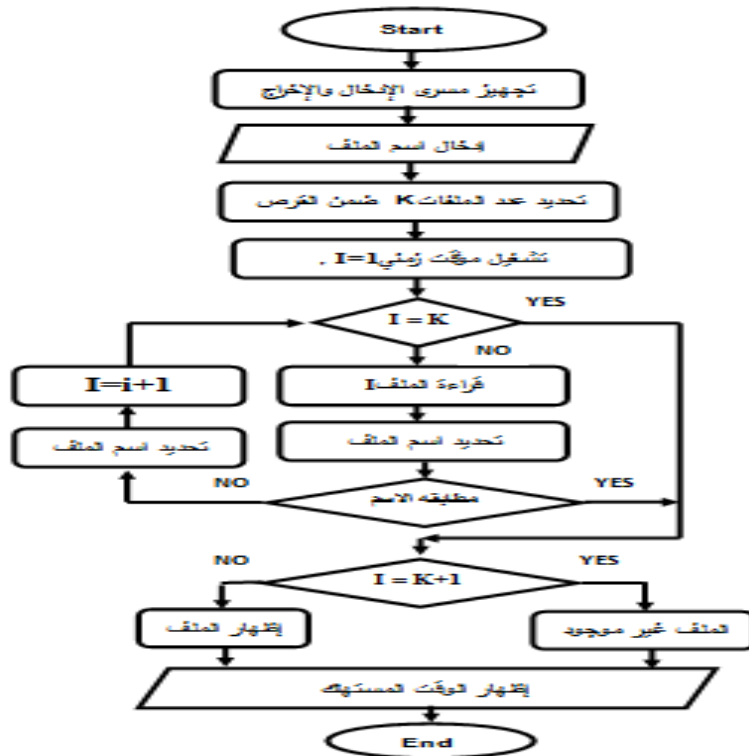 Start
تجهيز مسرى الإدخال والإخراج
إدخال اسم الملف
تحديد عدد الملفات K ضمن القرص
تشغيل موقت زمني I=1 .
YES
I = K
NO
I=i+1
قراءة الملف I
تحديد اسم الملف
تحديد اسم الملف
NO
مطابقه الاسم
YES
NO
I = K+1
YES
إظهار الملف
الملف غير موجود
إظهار الوقت المستهلك
End